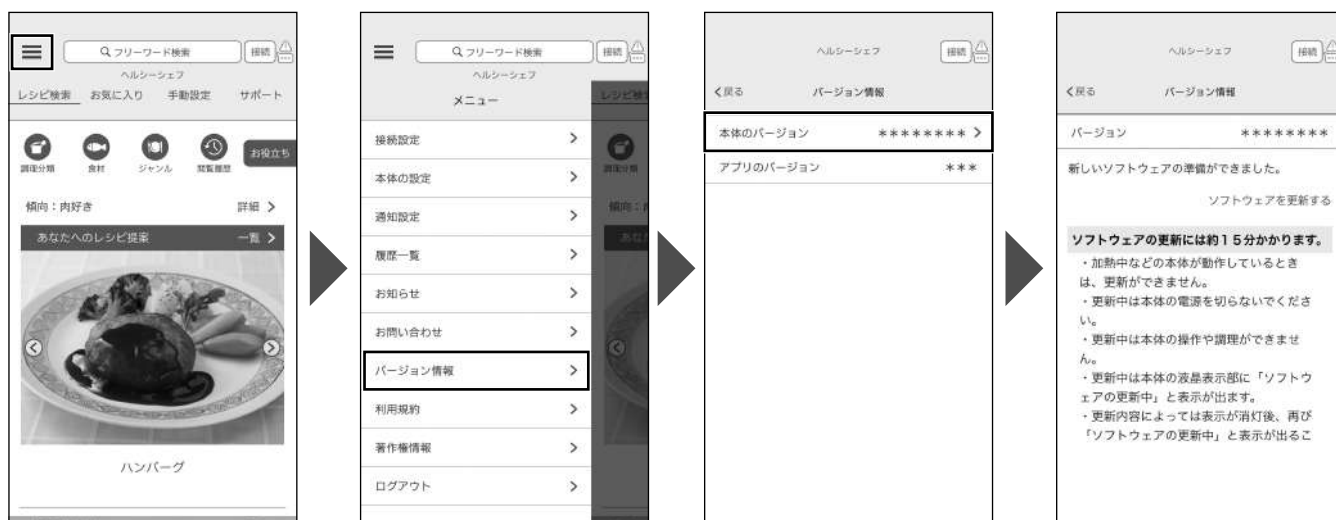 フリーワード検索
接続
ヘルシーシェフ
レシピ検索 お気に入り 手動設定 サポート
調理分類 食材 ジャンル 閲覧履歴 お役立ち
傾向：肉好き 詳細
あなたへのレシピ提案 一覧
ハンバーグ
フリーワード検索
接続
ヘルシーシェフ
メニュー
接続設定
本体の設定
通知設定
履歴一覧
お知らせ
お問い合わせ
バージョン情報
利用規約
著作権情報
ログアウト
ヘルシーシェフ
接続
戻る バージョン情報
本体のバージョン ********
アプリのバージョン ***
ヘルシーシェフ
接続
戻る バージョン情報
バージョン ********
新しいソフトウェアの準備ができました。
ソフトウェアを更新する
ソフトウェアの更新には約15分かかります。
・加熱中などの本体が動作しているとき
は、更新ができません。
・更新中は本体の電源を切らないでくださ
い。
・更新中は本体の操作や調理ができませ
ん。
・更新中は本体の液晶表示部に「ソフトウ
ェアの更新中」と表示が出ます。
・更新内容によっては表示が消灯後、再び
「ソフトウェアの更新中」と表示が出るこ